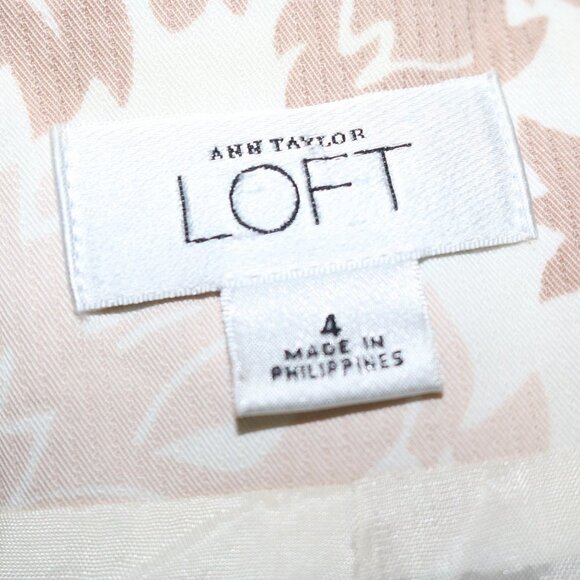 ANN TAYLOR
LOFT
4
MADE IN
PHILIPPINES